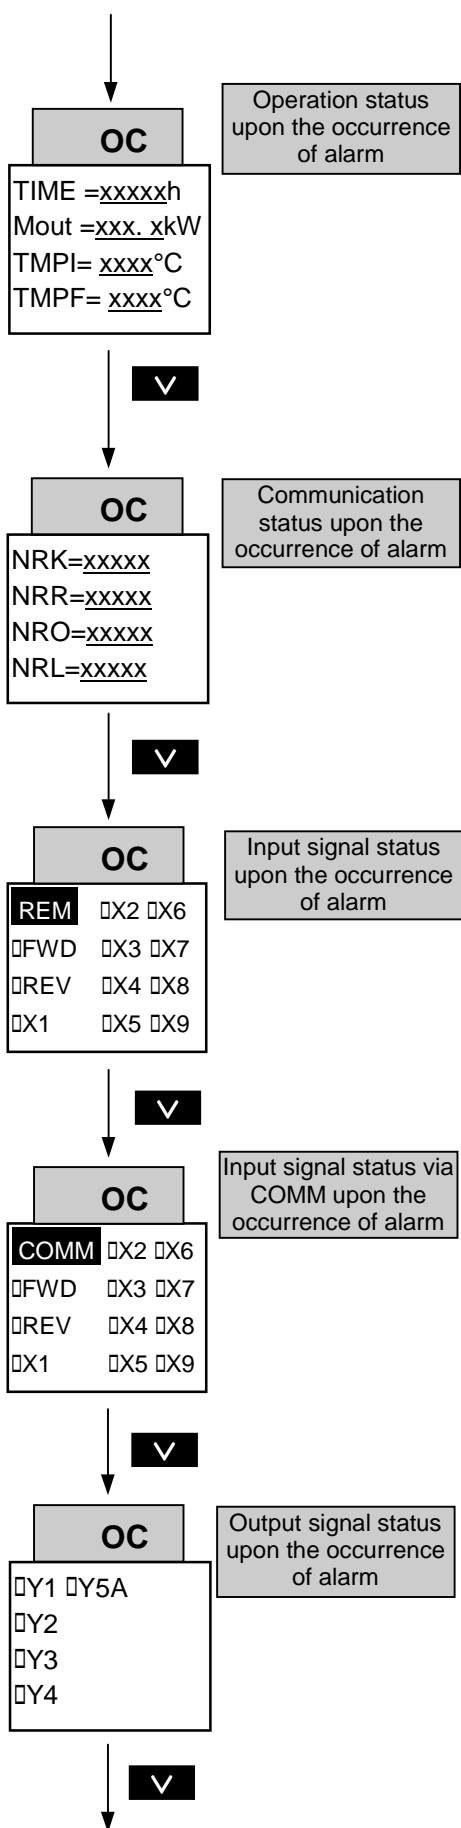 OC
Operation status
upon the occurrence
of alarm
TIME =xxxxxh
Mout =xxx. xkW
TMPI= xxxx°C
TMPF= xxxx°C
OC
Communication
status upon the
occurrence of alarm
NRK=xxxxx
NRR=xxxxx
NRO=xxxxx
NRL=xxxxx
OC
Input signal status
upon the occurrence
of alarm
REM ▯X2 ▯X6
▯FWD ▯X3 ▯X7
▯REV ▯X4 ▯X8
▯X1 ▯X5 ▯X9
OC
Input signal status via
COMM upon the
occurrence of alarm
COMM ▯X2 ▯X6
▯FWD ▯X3 ▯X7
▯REV ▯X4 ▯X8
▯X1 ▯X5 ▯X9
OC
Output signal status
upon the occurrence
of alarm
▯Y1 ▯Y5A
▯Y2
▯Y3
▯Y4